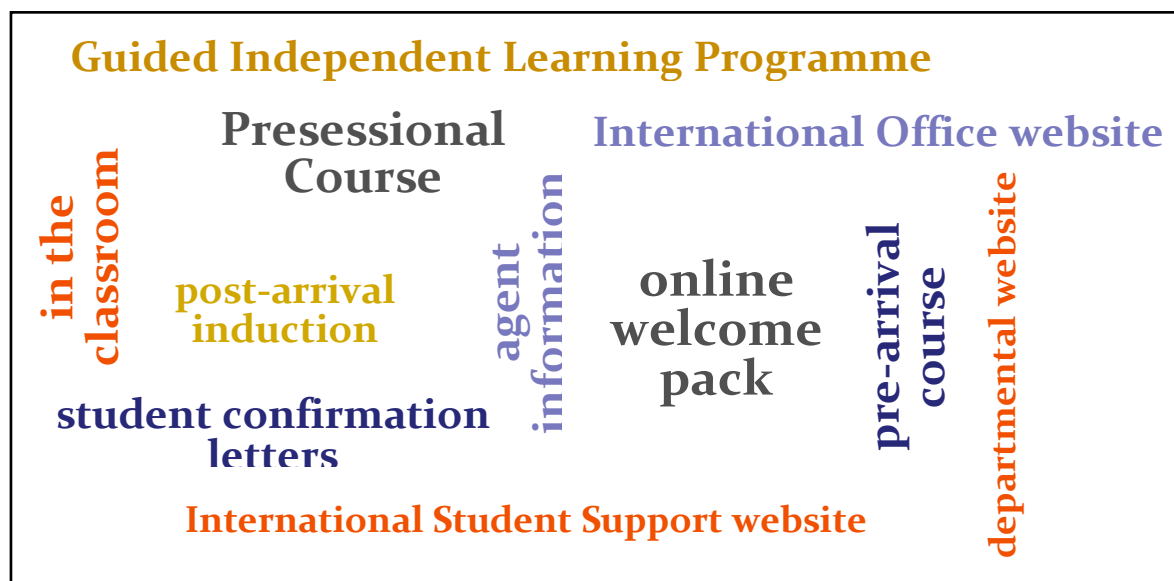 Guided Independent Learning Programme
Presessional
Course
International Office website
in the
classroom
post-arrival
induction
agent
information
online
welcome
pack
pre-arrival
course
departmental website
student confirmation
letters
International Student Support website